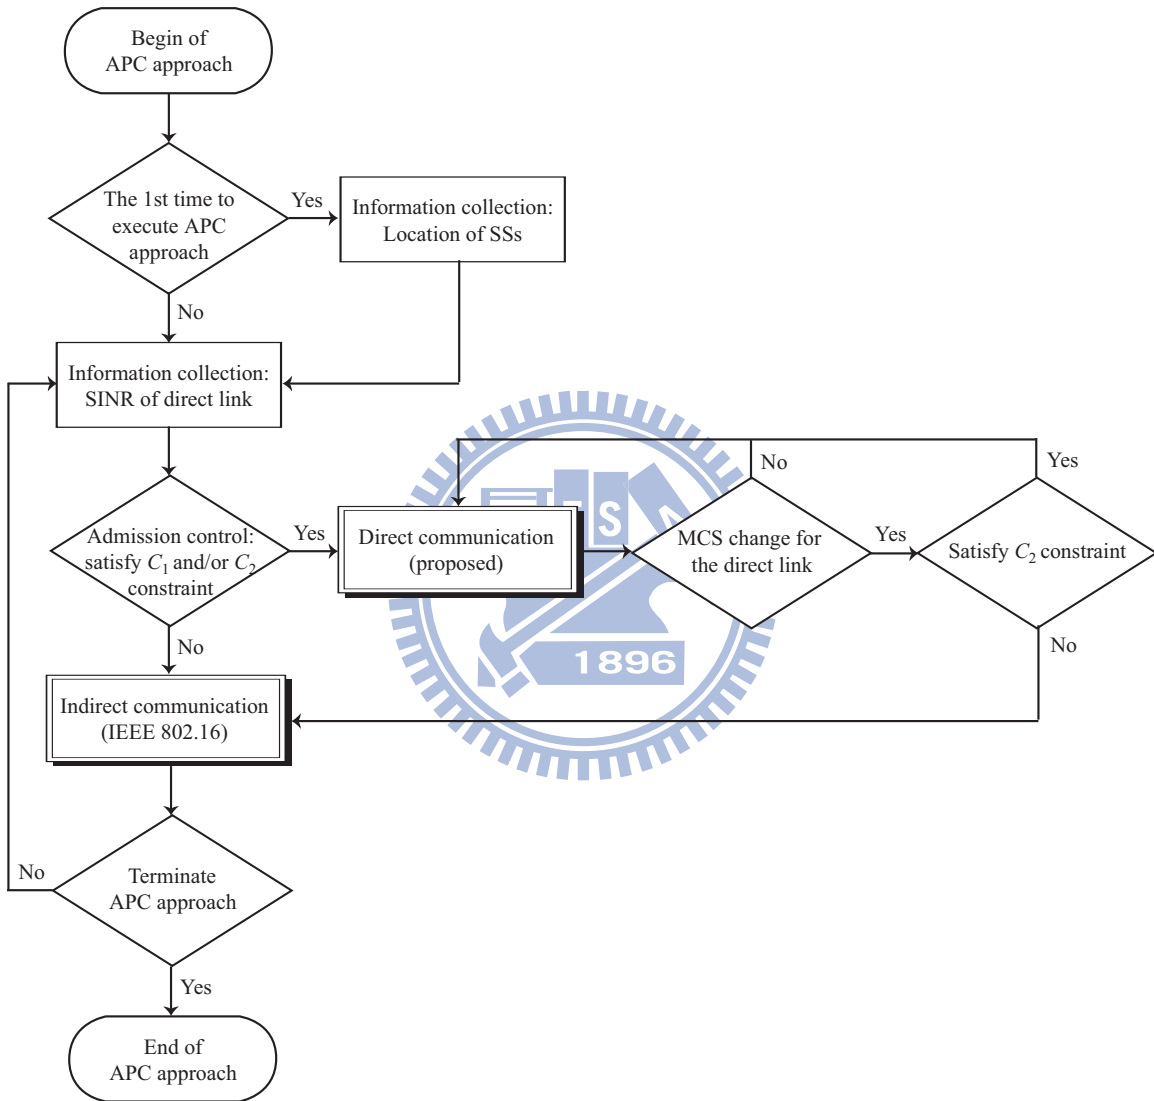 Begin of
APC approach
The 1st time to
execute APC
approach
Yes
Information collection:
Location of SSs
No
Information collection:
SINR of direct link
Admission control:
satisfy C₁ and/or C₂
constraint
Yes
Direct communication
(proposed)
No
MCS change for
the direct link
Yes
Yes
Satisfy C₂ constraint
No
No
Indirect communication
(IEEE 802.16)
No
Terminate
APC approach
Yes
End of
APC approach
E S A
1896